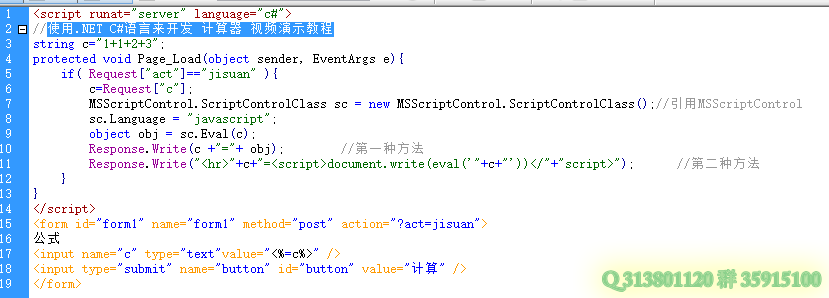 1 <script runat="server" language="c#">
2 //使用.NET C#语言来开发 计算器 视频演示教程
3 string c="1+1+2+3";
4 protected void Page_Load(object sender, EventArgs e){
5 if( Request["act"]=="jisuan" ){
6 c=Request["c"];
7 MSScriptControl.ScriptControlClass sc = new MSScriptControl.ScriptControlClass();//引用MSScriptControl
8 sc.Language = "javascript";
9 object obj = sc.Eval(c);
10 Response.Write(c +"="+ obj); //第一种方法
11 Response.Write("<hr>"+c+"=<script>document.write(eval('"+c+"'))</"+"script>"); //第二种方法
12 }
13 }
14 </script>
15 <form id="form1" name="form1" method="post" action="?act=jisuan">
16 公式
17 <input name="c" type="text"value="<%=c%>" />
18 <input type="submit" name="button" id="button" value="计算" />
19 </form>
Q 313801120 群 35915100